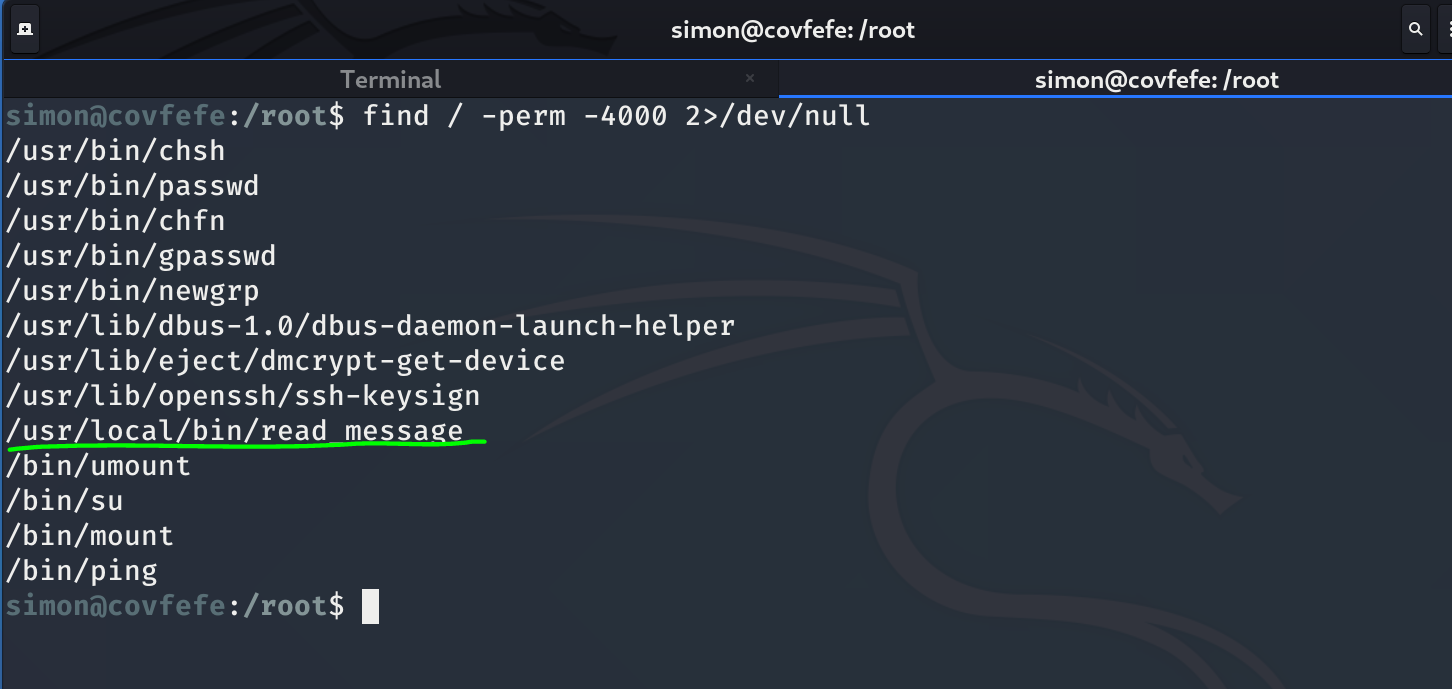 simon@covfefe: /root
Terminal × simon@covfefe: /root
simon@covfefe:/root$ find / -perm -4000 2>/dev/null
/usr/bin/chsh
/usr/bin/passwd
/usr/bin/chfn
/usr/bin/gpasswd
/usr/bin/newgrp
/usr/lib/dbus-1.0/dbus-daemon-launch-helper
/usr/lib/eject/dmcrypt-get-device
/usr/lib/openssh/ssh-keysign
/usr/local/bin/read_message
/bin/umount
/bin/su
/bin/mount
/bin/ping
simon@covfefe:/root$